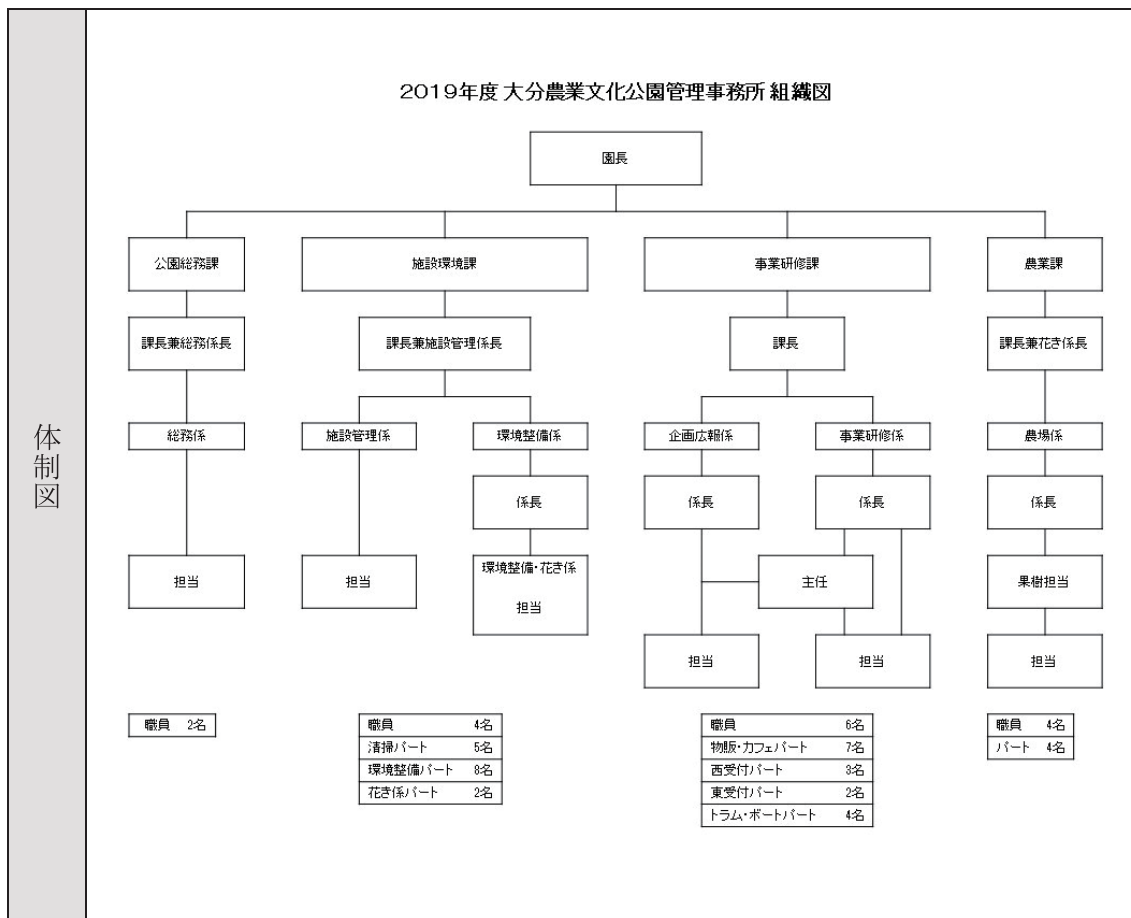 体制図
2019年度 大分農業文化公園管理事務所 組織図
園長
公園総務課
施設環境課
事業研修課
農業課
課長兼総務係長
課長兼施設管理係長
課長
課長兼花き係長
総務係
施設管理係
環境整備係
企画広報係
事業研修係
農場係
係長
係長
係長
係長
担当
担当
環境整備・花き係
担当
主任
果樹担当
担当
担当
担当
職員 2名
職員 4名
清掃パート 5名
環境整備パート 8名
花き係パート 2名
職員 6名
物販・カフェパート 7名
西受付パート 3名
東受付パート 2名
トラム・ボートパート 4名
職員 4名
パート 4名